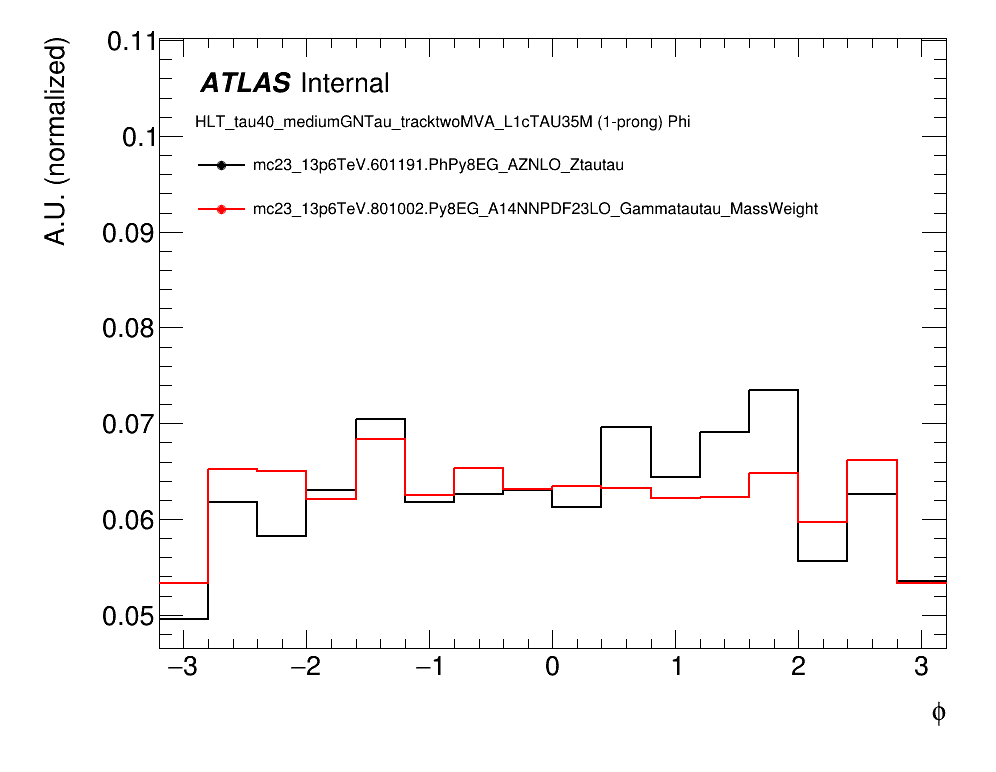 A.U. (normalized)
0.11
0.1
0.09
0.08
0.07
0.06
0.05
ATLAS Internal
HLT_tau40_mediumGNTau_tracktwoMVA_L1cTAU35M (1-prong) Phi
mc23_13p6TeV.601191.PhPy8EG_AZNLO_Ztautau
mc23_13p6TeV.801002.Py8EG_A14NNPDF23LO_Gammatautau_MassWeight
−3 −2 −1 0 1 2 3
ϕ